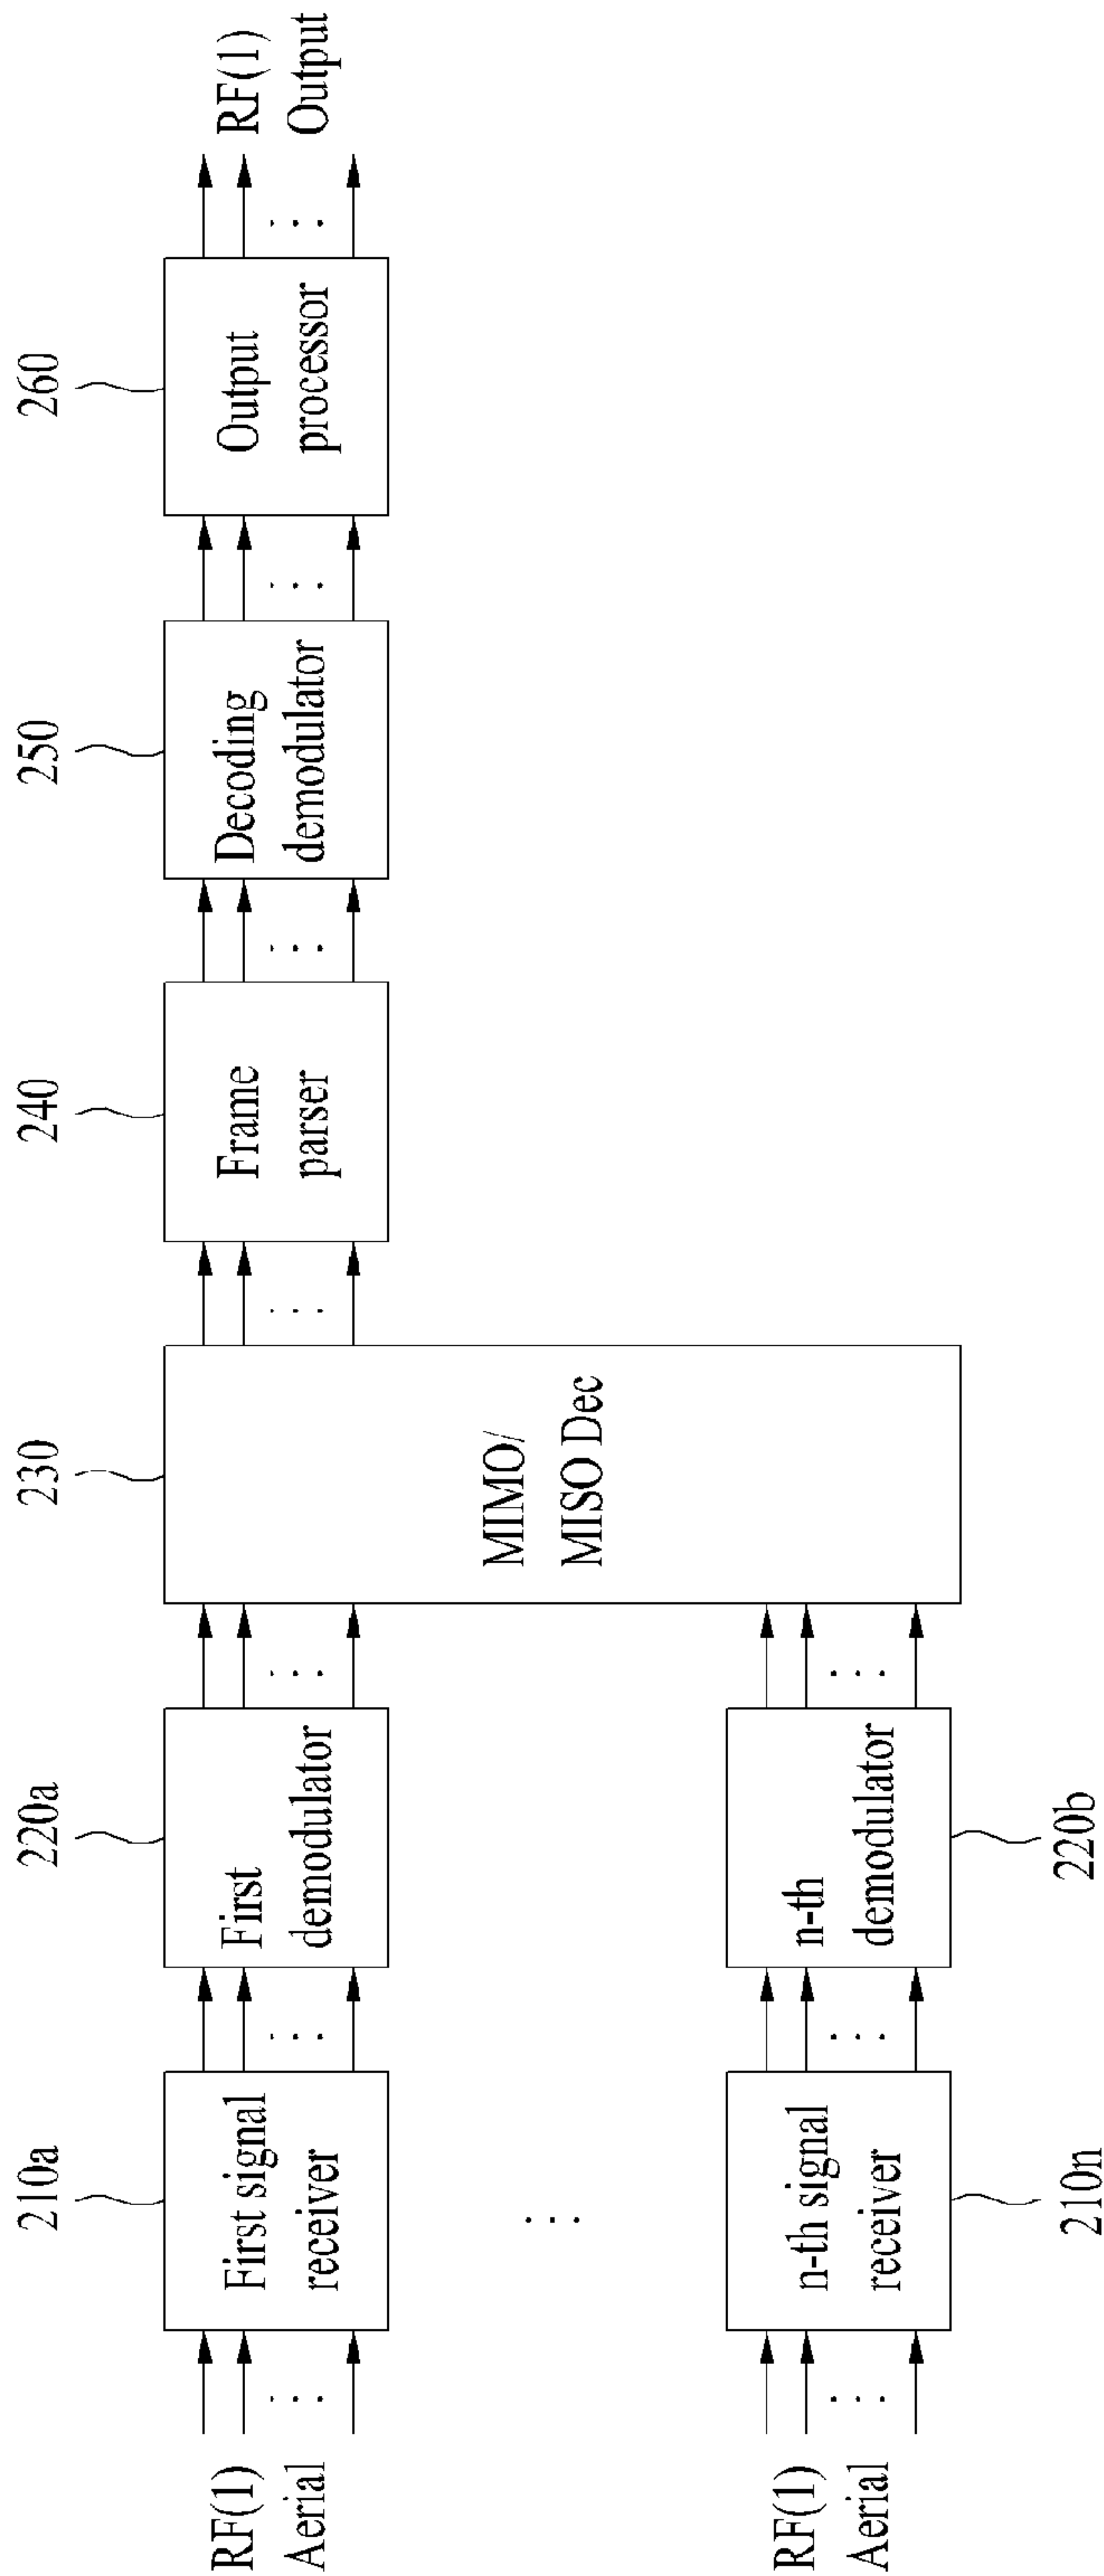 210a
220a
230
240
250
260
RF(1)
Aerial
First signal
receiver
First
demodulator
MIMO/
MISO Dec
Frame
parser
Decoding
demodulator
Output
processor
RF(1)
Output
RF(1)
Aerial
n-th signal
receiver
n-th
demodulator
210n
220b